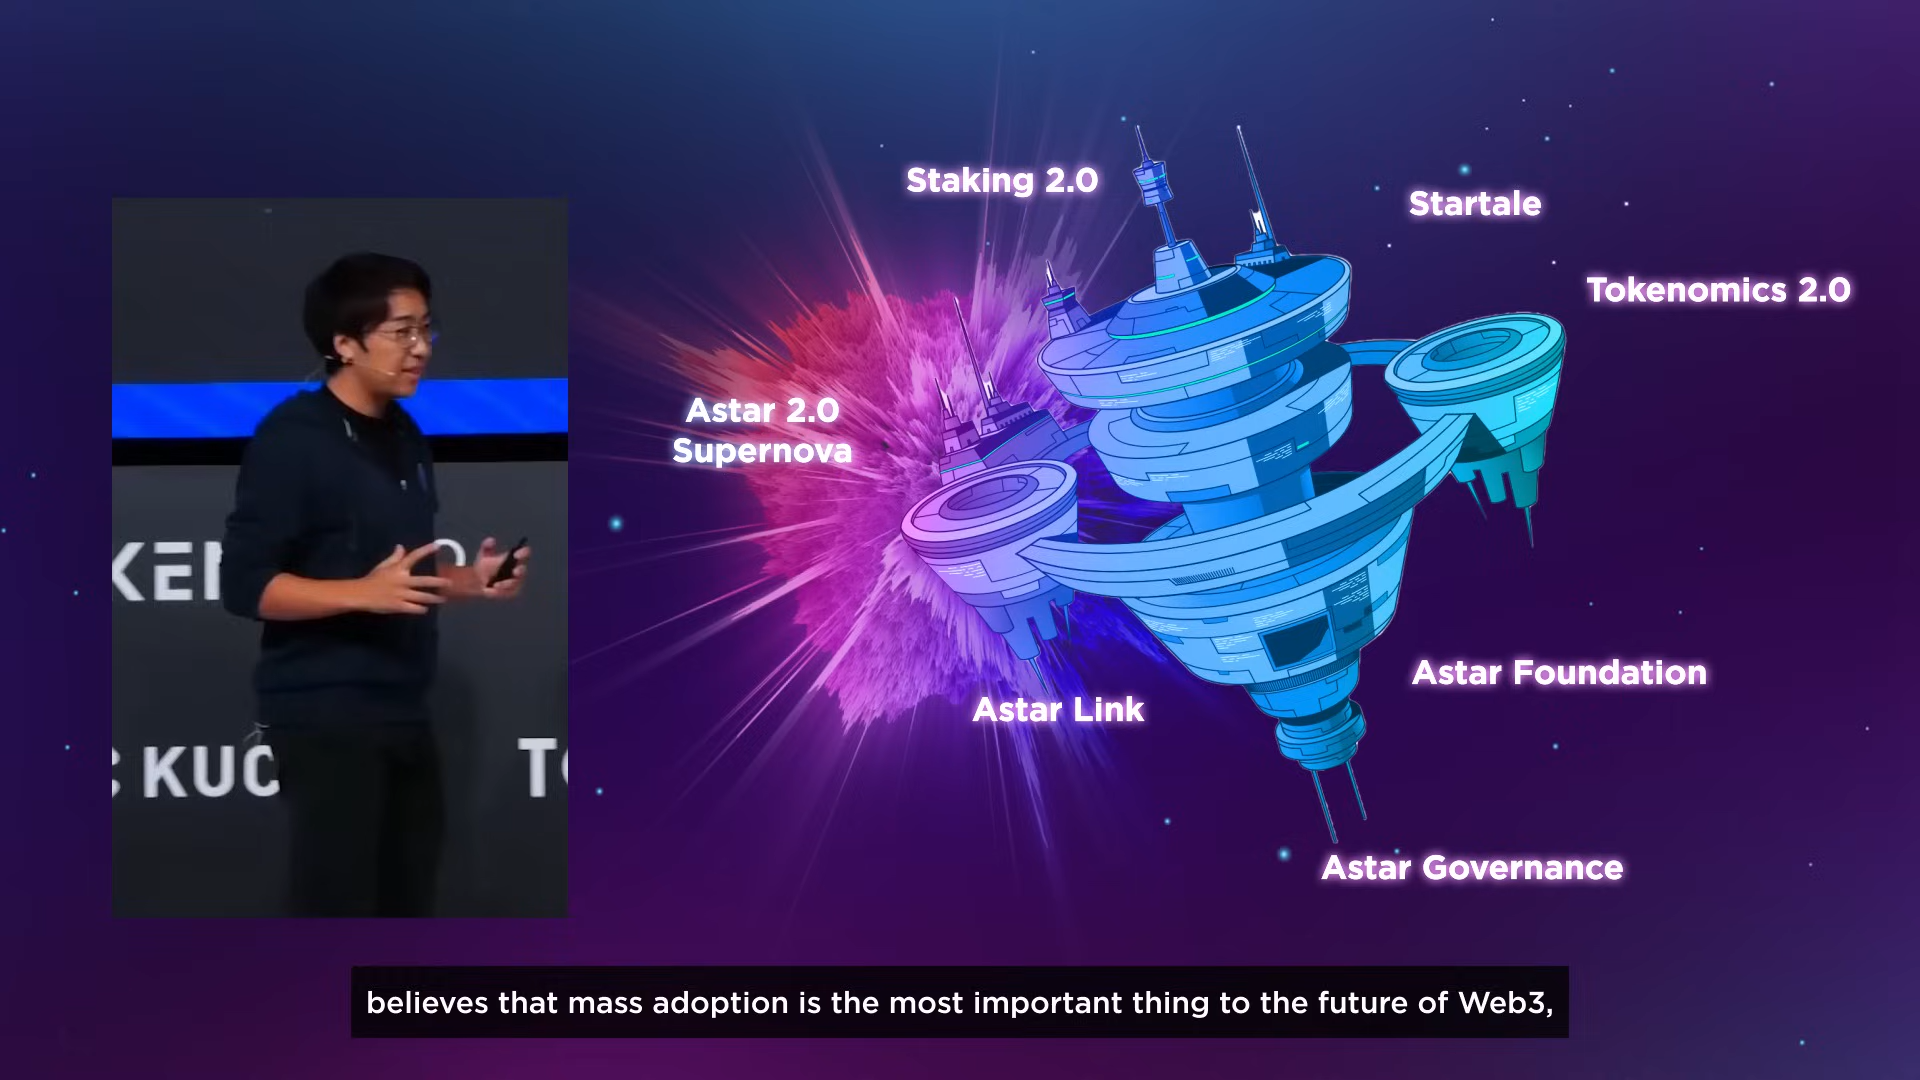 Staking 2.0
Startale
Tokenomics 2.0
Astar 2.0
Supernova
Astar Link
Astar Foundation
Astar Governance
KUC
believes that mass adoption is the most important thing to the future of Web3,